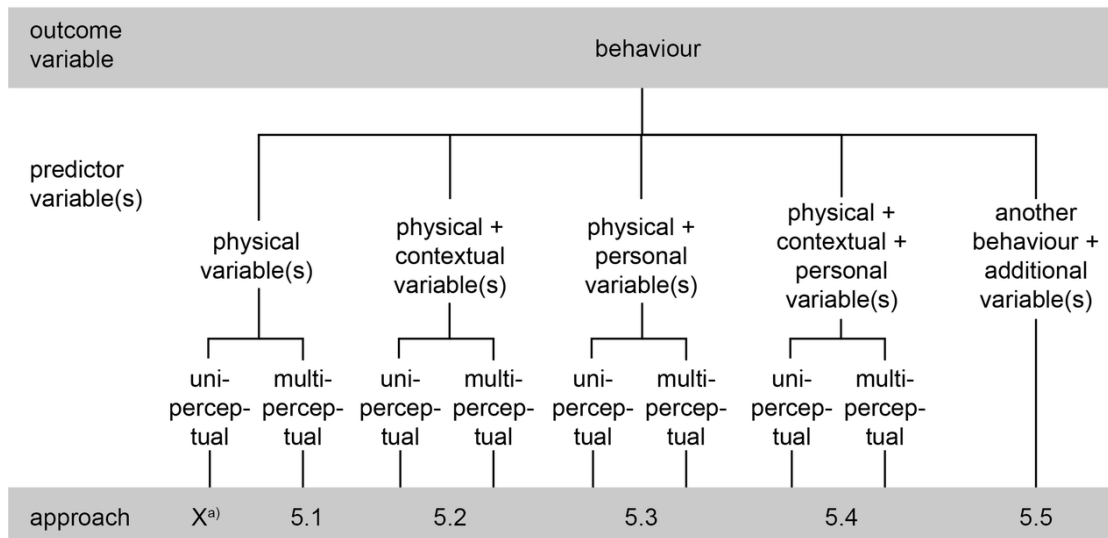 outcome
variable
behaviour
predictor
variable(s)
physical
variable(s)
physical +
contextual
variable(s)
physical +
personal
variable(s)
physical +
contextual +
personal
variable(s)
another
behaviour +
additional
variable(s)
uni-
percep-
tual
multi-
percep-
tual
uni-
percep-
tual
multi-
percep-
tual
uni-
percep-
tual
multi-
percep-
tual
uni-
percep-
tual
multi-
percep-
tual
approach Xa) 5.1 5.2 5.3 5.4 5.5